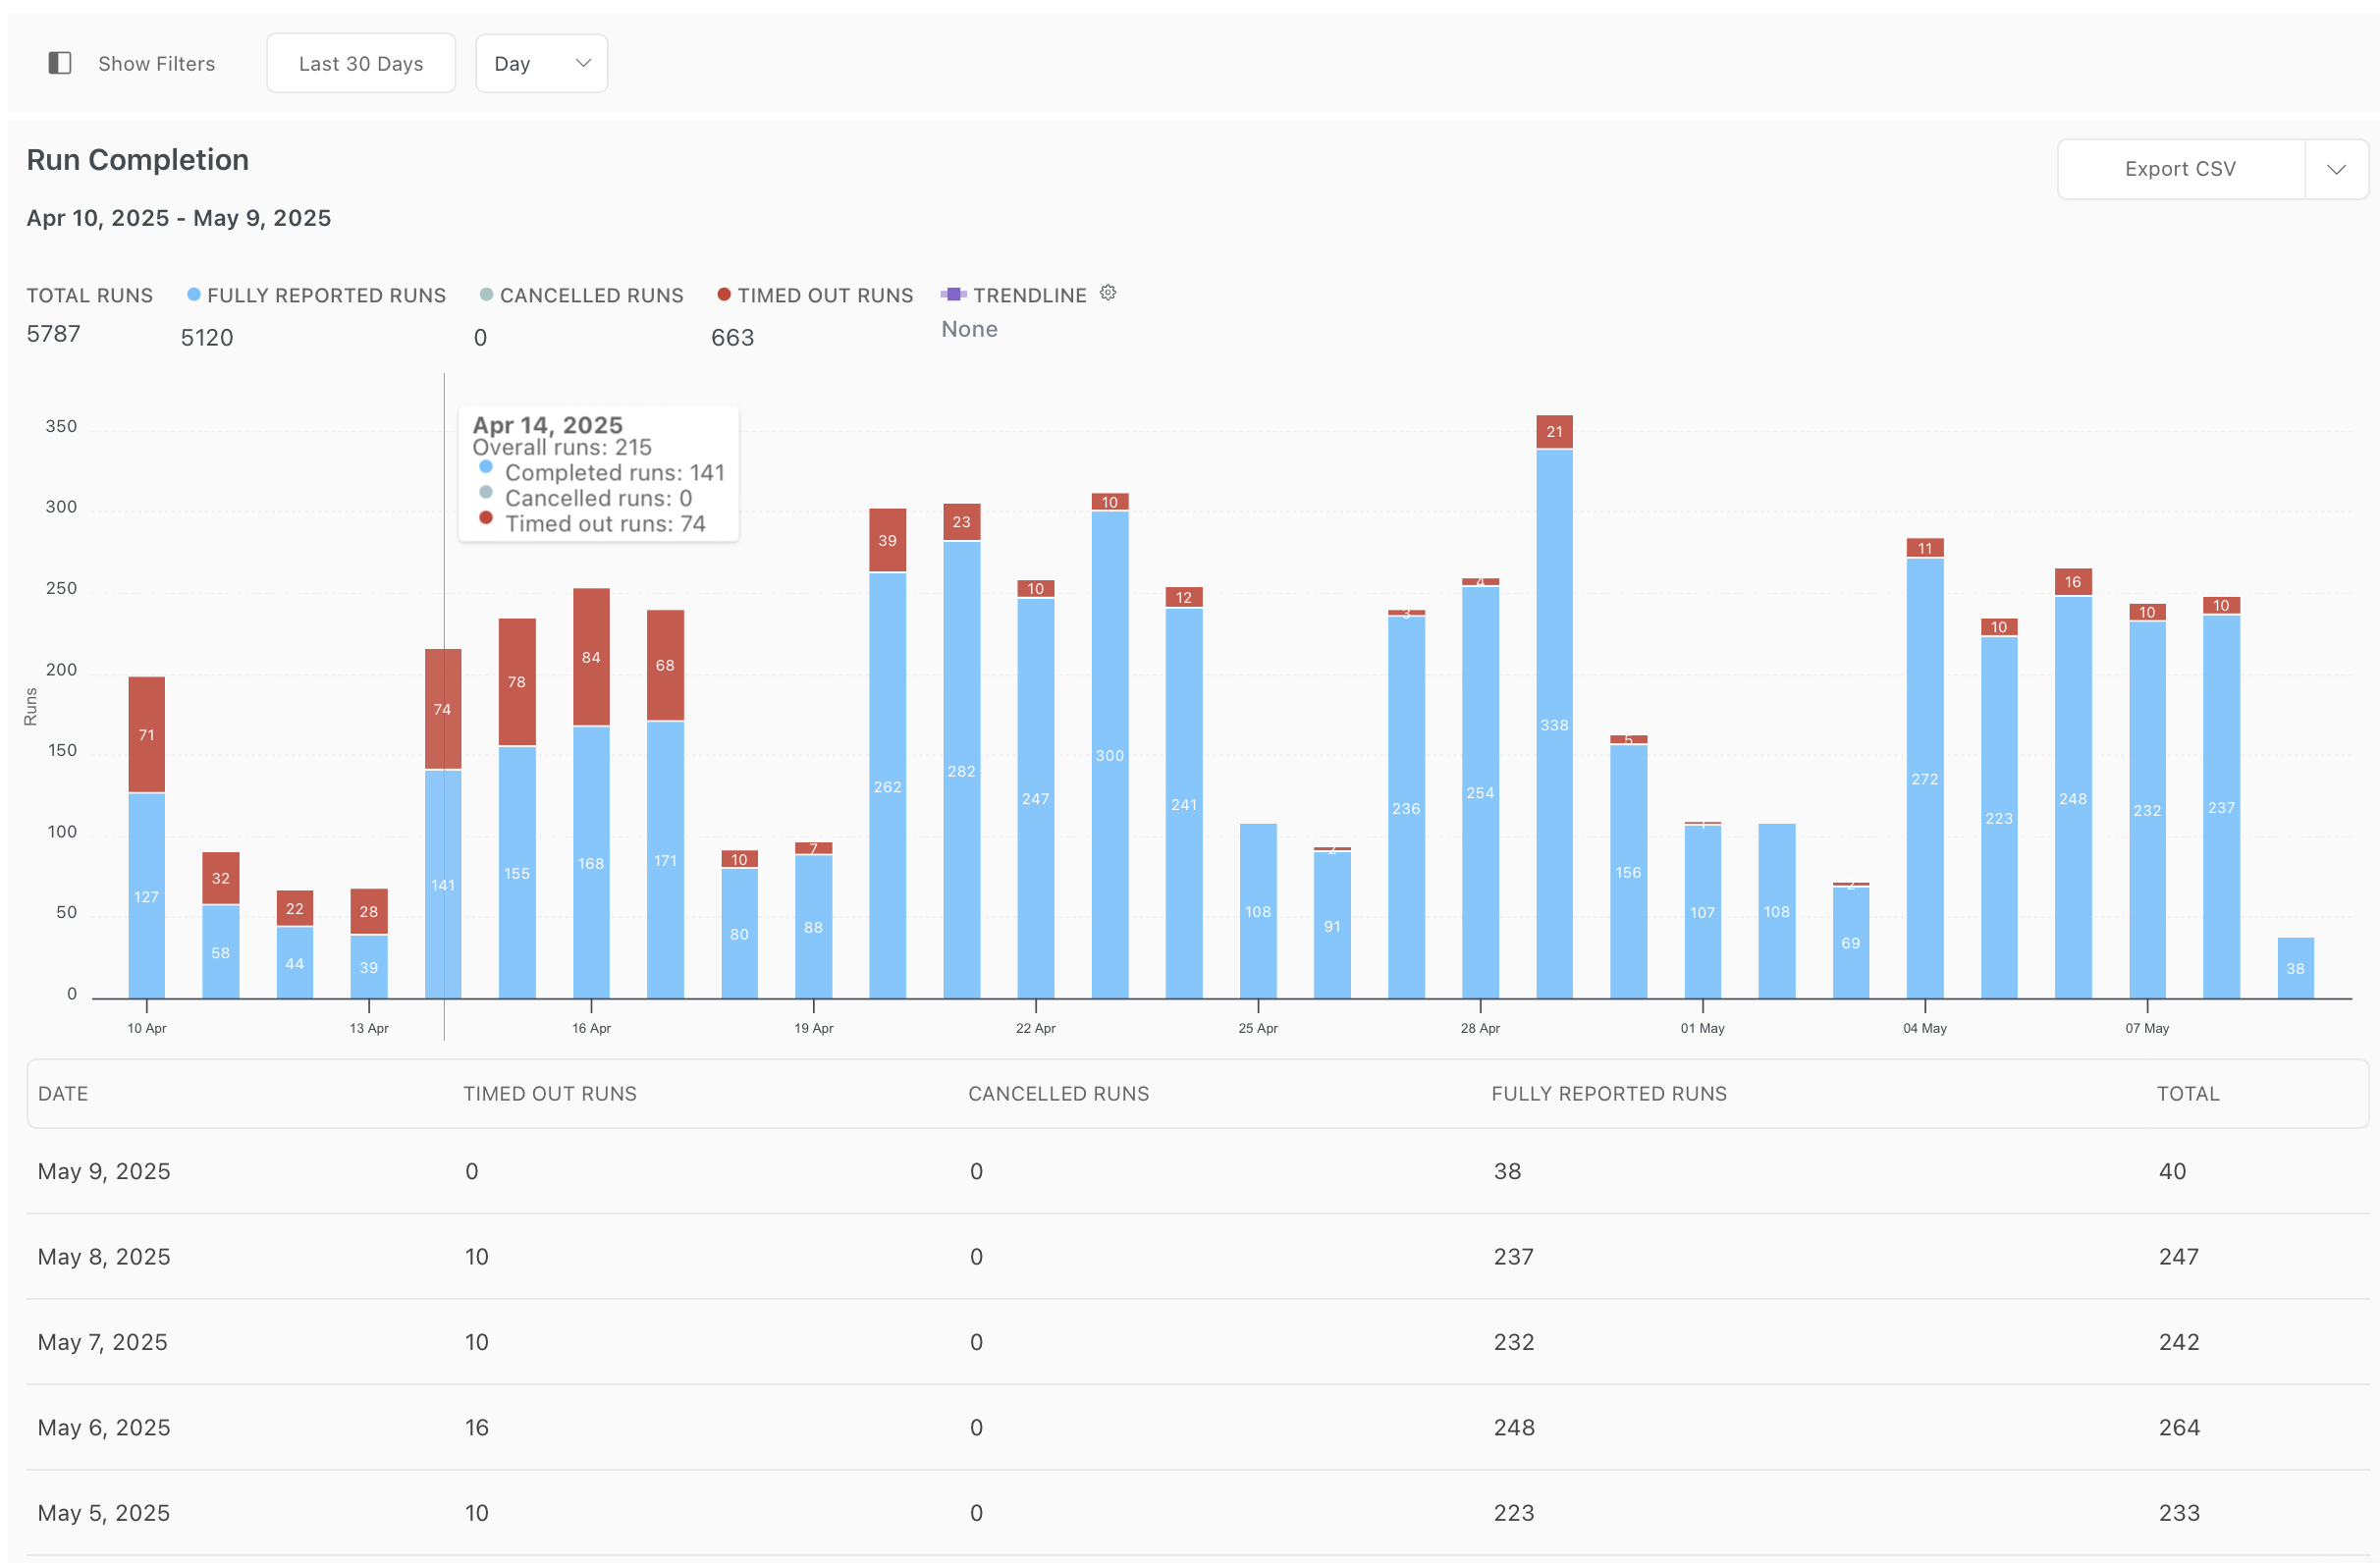 Show Filters
Last 30 Days
Day
Run Completion
Export CSV
Apr 10, 2025 - May 9, 2025
TOTAL RUNS
5787
FULLY REPORTED RUNS
5120
CANCELLED RUNS
0
TIMED OUT RUNS
663
TRENDLINE
None
Apr 14, 2025
Overall runs: 215
Completed runs: 141
Cancelled runs: 0
Timed out runs: 74
Runs
350
300
250
200
150
100
50
0
71
127
32
58
22
44
28
39
74
141
78
155
84
168
68
171
10
80
7
88
39
262
23
282
10
247
10
300
12
241
108
2
91
3
236
4
254
21
338
5
156
1
107
108
2
69
11
272
10
223
16
248
10
232
10
237
38
10 Apr
13 Apr
16 Apr
19 Apr
22 Apr
25 Apr
28 Apr
01 May
04 May
07 May
DATE TIMED OUT RUNS CANCELLED RUNS FULLY REPORTED RUNS TOTAL
May 9, 2025 0 0 38 40
May 8, 2025 10 0 237 247
May 7, 2025 10 0 232 242
May 6, 2025 16 0 248 264
May 5, 2025 10 0 223 233